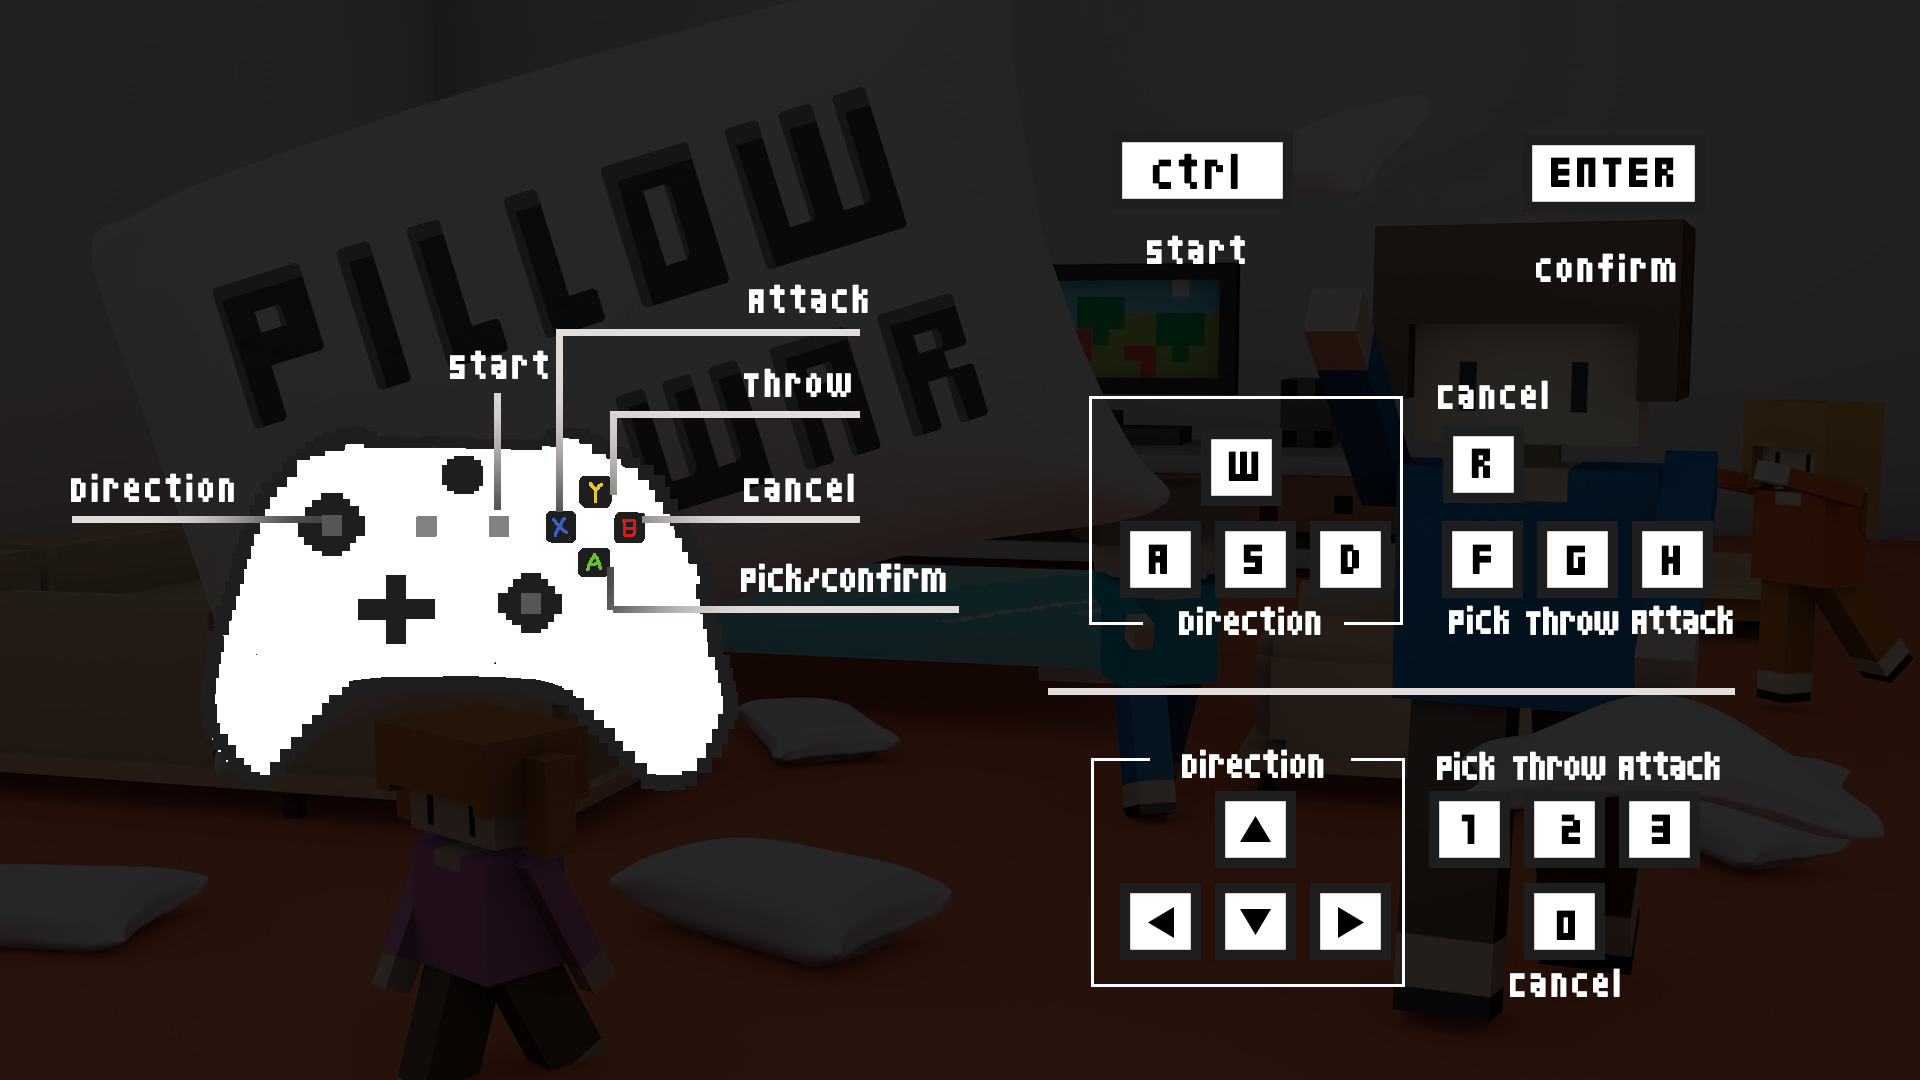 PILLOW
WAR
Attack
start
Throw
Direction
cancel
Pick/confirm
Y
X
B
A
ctrl
ENTER
start
confirm
cancel
W
R
A S D
F G H
Direction
Pick Throw Attack
Direction
Pick Throw Attack
1 2 3
0
cancel